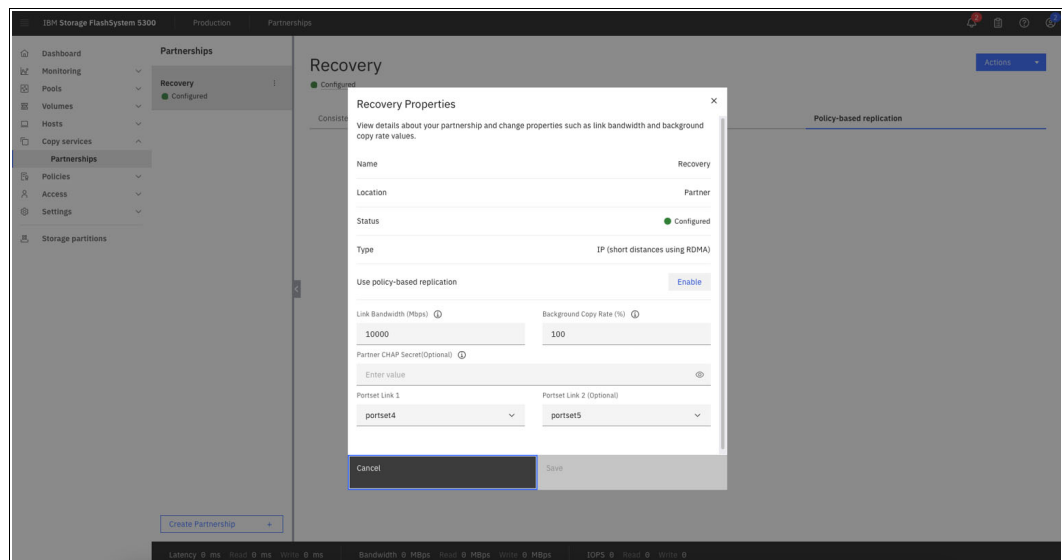 IBM Storage FlashSystem 5300
Production
Partnerships
2
2
Dashboard
Monitoring
Pools
Volumes
Hosts
Copy services
Partnerships
Policies
Access
Settings
Storage partitions
Partnerships
Recovery
Configured
Create Partnership +
Recovery
Configured
Actions
Consiste
Policy-based replication
Recovery Properties
View details about your partnership and change properties such as link bandwidth and background
copy rate values.
Name Recovery
Location Partner
Status Configured
Type IP (short distances using RDMA)
Use policy-based replication Enable
Link Bandwidth (Mbps) Background Copy Rate (%)
10000 100
Partner CHAP Secret(Optional)
Enter value
Portset Link 1 Portset Link 2 (Optional)
portset4 portset5
Cancel Save
Latency 0 ms Read 0 ms Write 0 ms Bandwidth 0 MBps Read 0 MBps Write 0 MBps IOPS 0 Read 0 Write 0